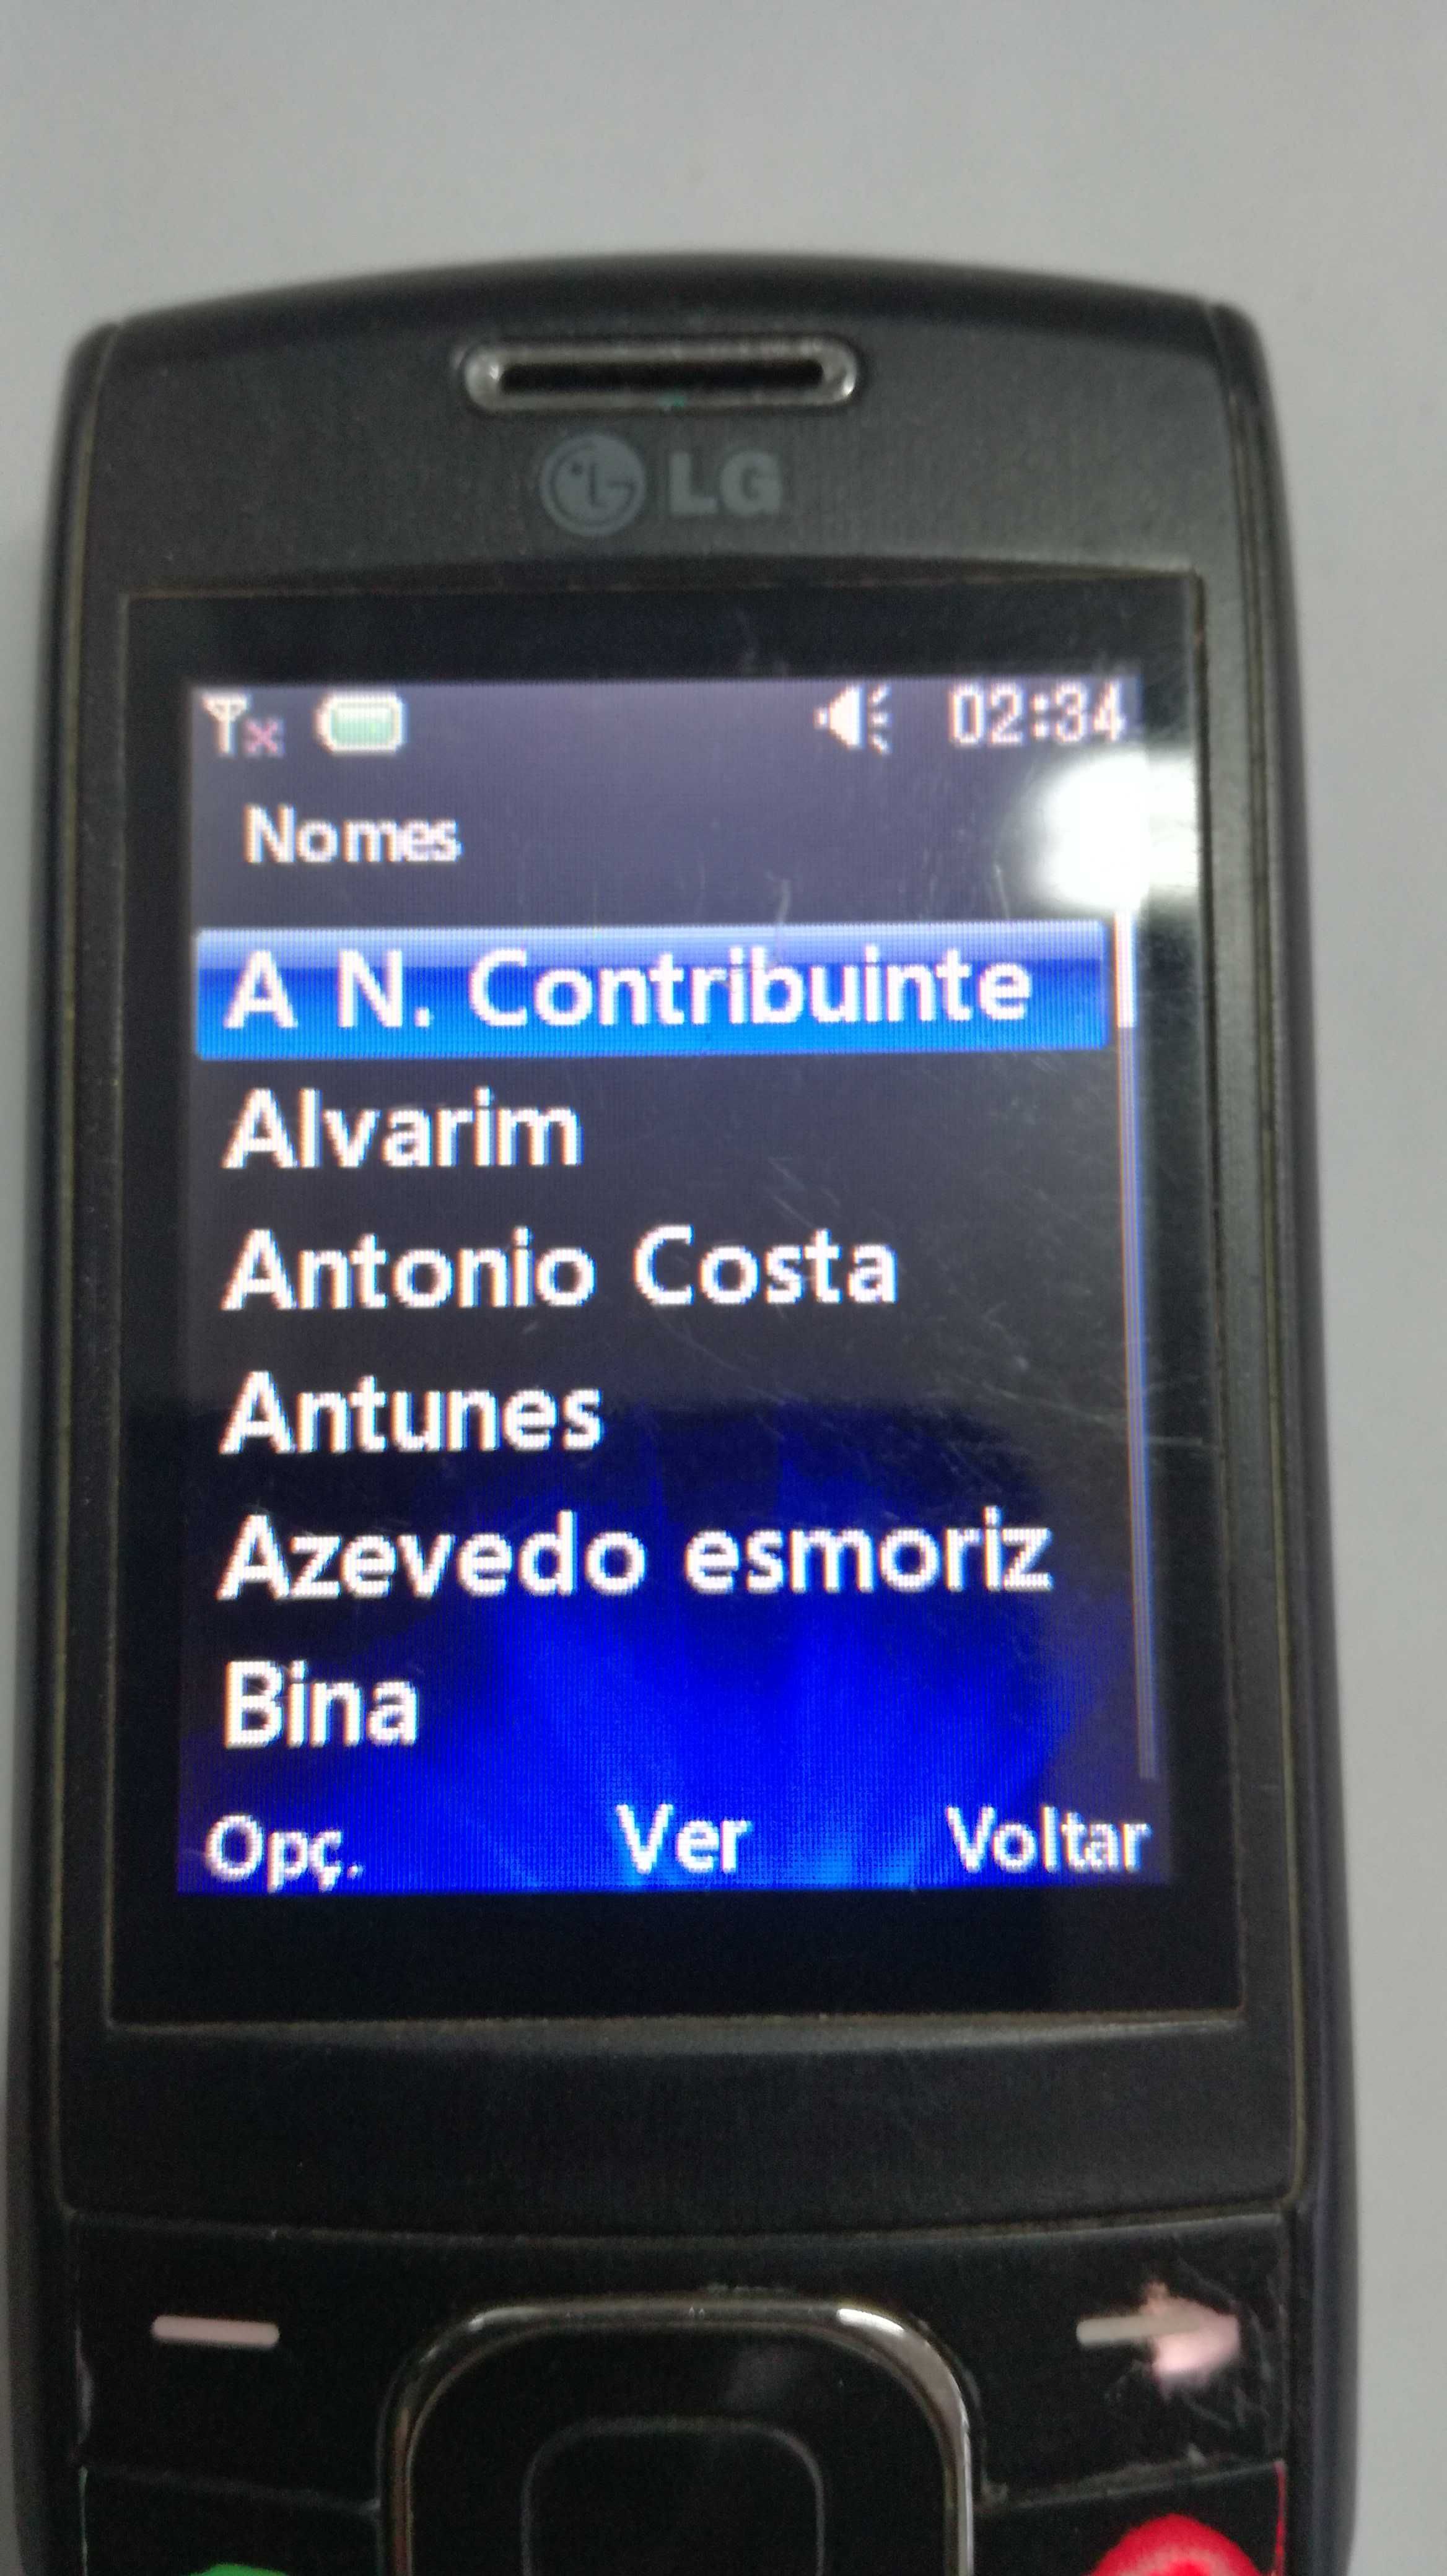 LG
02:34
Nomes
A N. Contribuinte
Alvarim
Antonio Costa
Antunes
Azevedo esmoriz
Bina
Opç. Ver Voltar